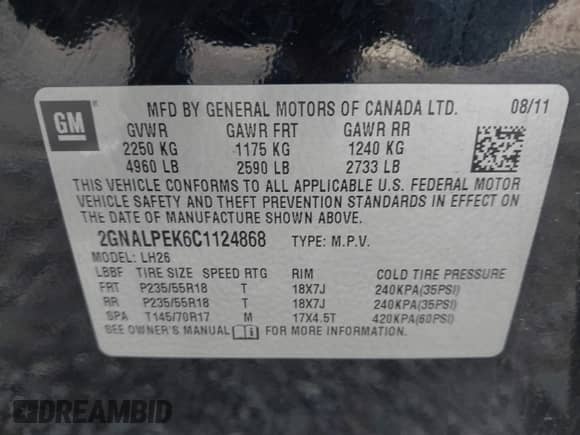 GM
MFD BY GENERAL MOTORS OF CANADA LTD. 08/11
GVWR GAWR FRT GAWR RR
2250 KG 1175 KG 1240 KG
4960 LB 2590 LB 2733 LB
THIS VEHICLE CONFORMS TO ALL APPLICABLE U.S. FEDERAL MOTOR
VEHICLE SAFETY AND THEFT PREVENTION STANDARDS IN EFFECT ON
THE DATE OF MANUFACTURE SHOWN ABOVE.
2GNALPEK6C1124868 TYPE: M.P.V.
MODEL: LH26
LBBF TIRE SIZE SPEED RTG RIM COLD TIRE PRESSURE
FRT P235/55R18 T 18X7J 240KPA(35PSI)
RR P235/55R18 T 18X7J 240KPA(35PSI)
SPA T145/70R17 M 17X4.5T 420KPA(60PSI)
SEE OWNER'S MANUAL FOR MORE INFORMATION.
DREAMBID